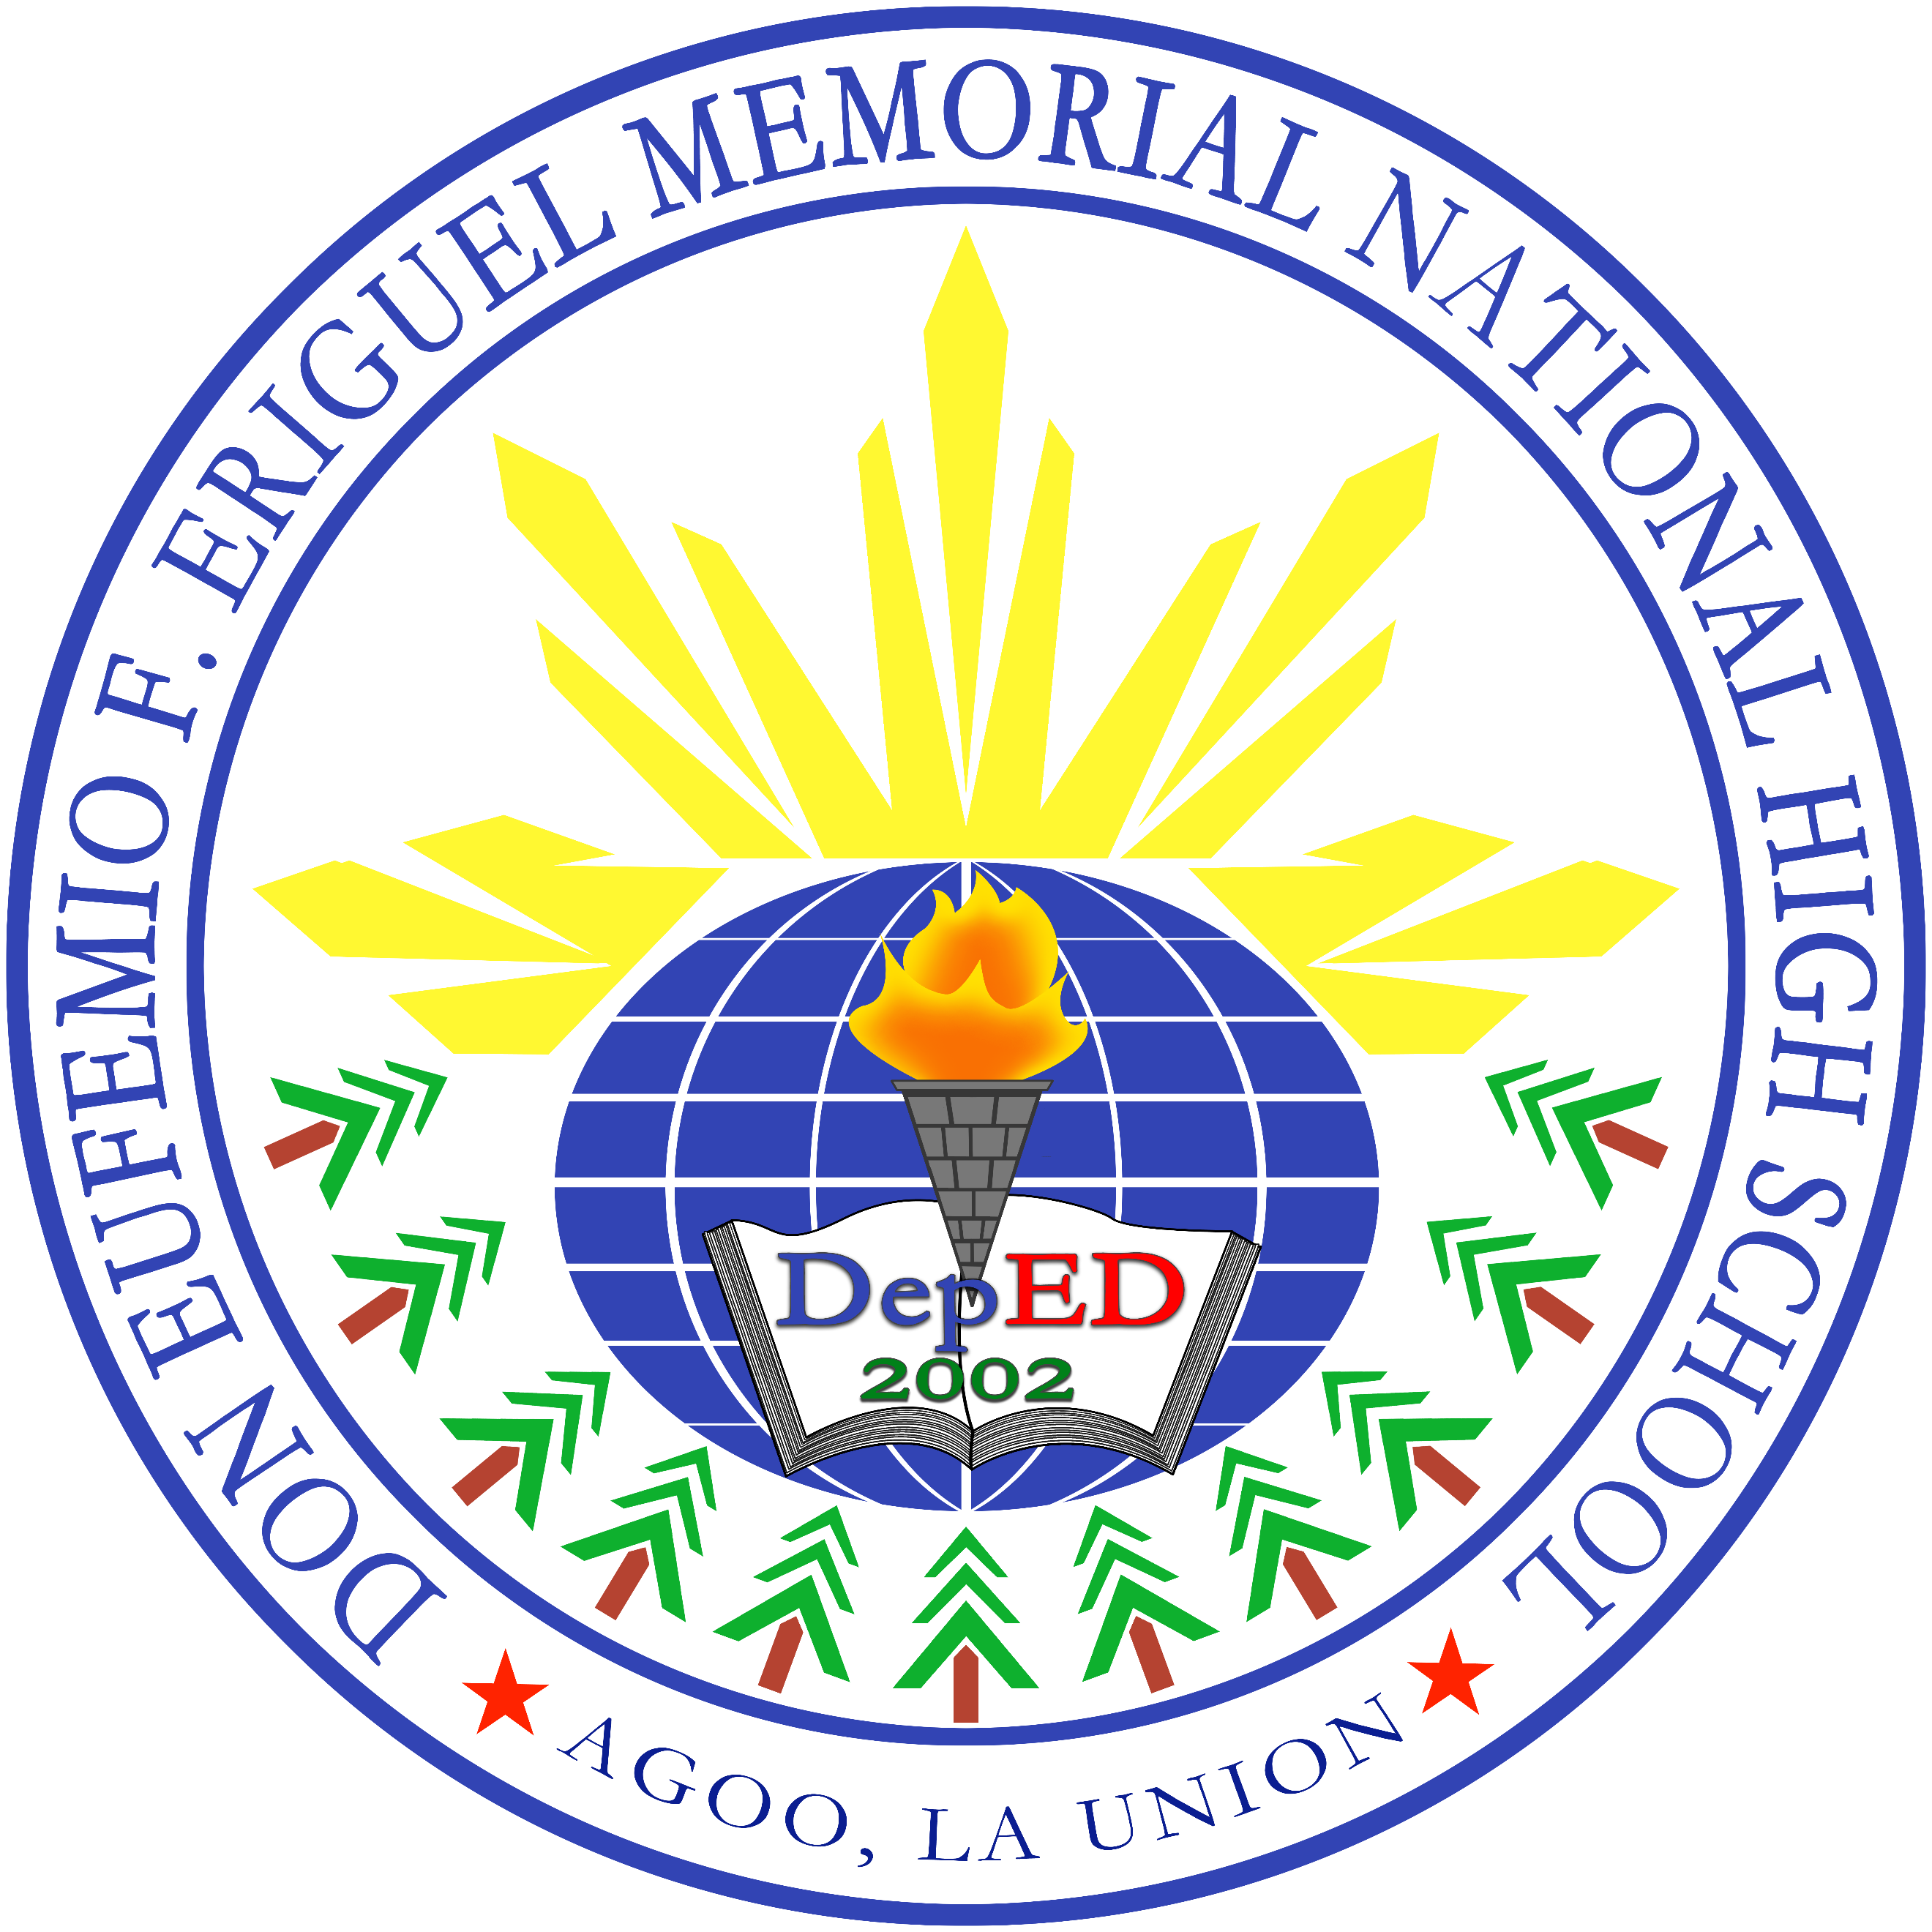 DON EUFEMIO F. ERIGUEL MEMORIAL NATIONAL HIGH SCHOOL
DepED
2002
AGOO, LA UNION